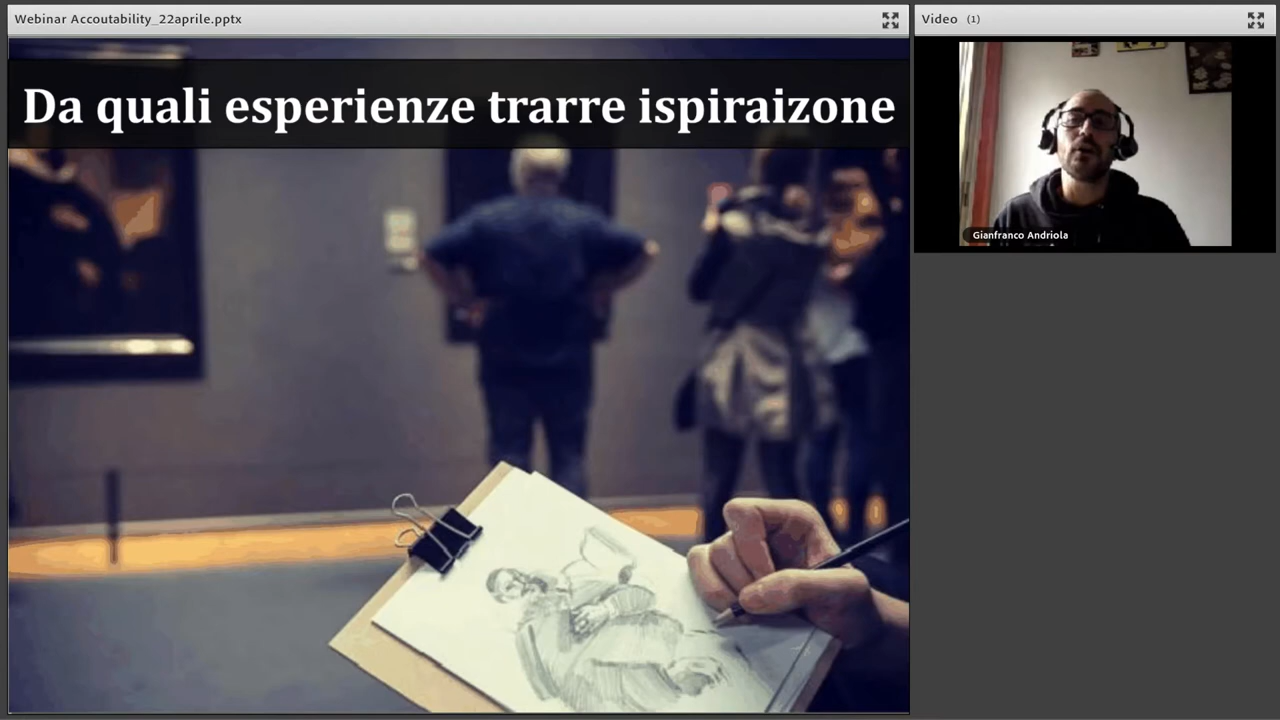 Webinar Accoutability_22aprile.pptx
Video (1)
Da quali esperienze trarre ispiraizone
Gianfranco Andriola